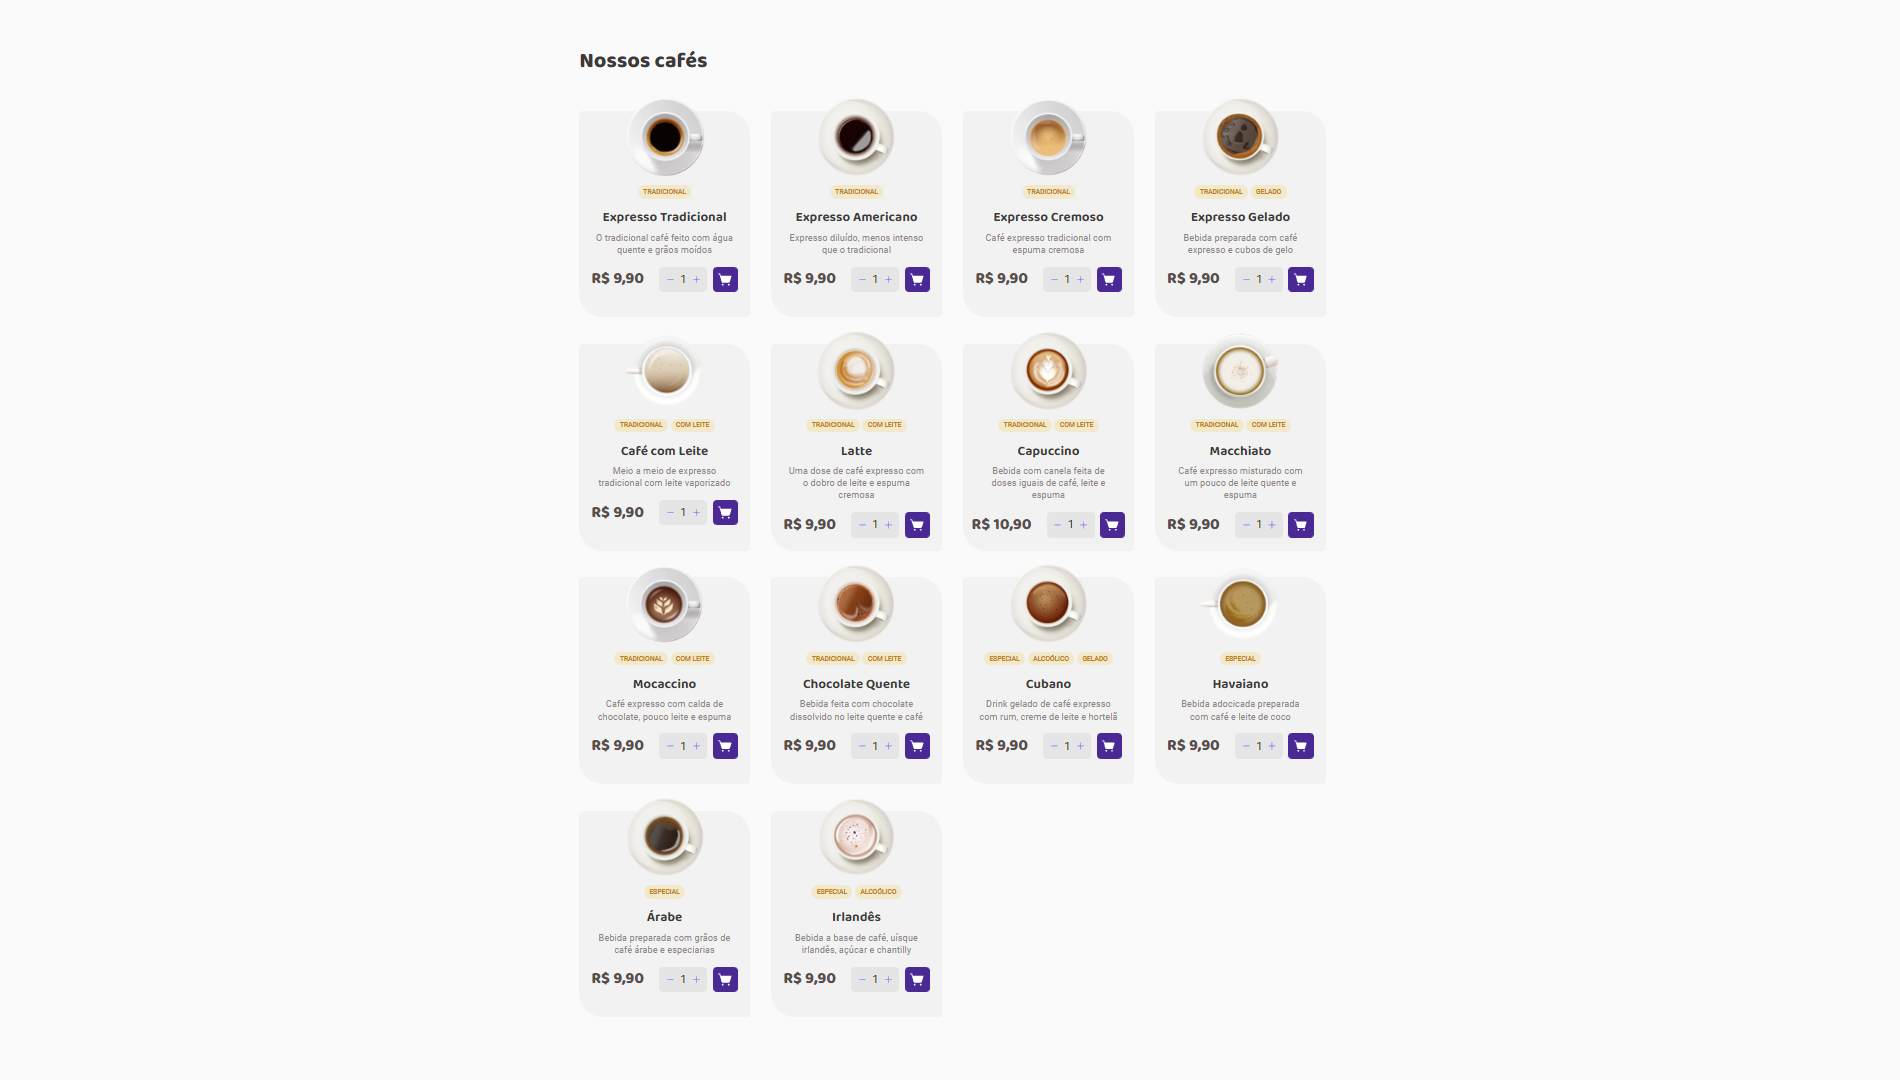 Nossos cafés
TRADICIONAL
Expresso Tradicional
O tradicional café feito com água
quente e grãos moídos
R$ 9,90 − 1 +
TRADICIONAL
Expresso Americano
Expresso diluído, menos intenso
que o tradicional
R$ 9,90 − 1 +
TRADICIONAL
Expresso Cremoso
Café expresso tradicional com
espuma cremosa
R$ 9,90 − 1 +
TRADICIONAL GELADO
Expresso Gelado
Bebida preparada com café
expresso e cubos de gelo
R$ 9,90 − 1 +
TRADICIONAL COM LEITE
Café com Leite
Meio a meio de expresso
tradicional com leite vaporizado
R$ 9,90 − 1 +
TRADICIONAL COM LEITE
Latte
Uma dose de café expresso com
o dobro de leite e espuma
cremosa
R$ 9,90 − 1 +
TRADICIONAL COM LEITE
Capuccino
Bebida com canela feita de
doses iguais de café, leite e
espuma
R$ 10,90 − 1 +
TRADICIONAL COM LEITE
Macchiato
Café expresso misturado com
um pouco de leite quente e
espuma
R$ 9,90 − 1 +
TRADICIONAL COM LEITE
Mocaccino
Café expresso com calda de
chocolate, pouco leite e espuma
R$ 9,90 − 1 +
TRADICIONAL COM LEITE
Chocolate Quente
Bebida feita com chocolate
dissolvido no leite quente e café
R$ 9,90 − 1 +
ESPECIAL ALCOÓLICO GELADO
Cubano
Drink gelado de café expresso
com rum, creme de leite e hortelã
R$ 9,90 − 1 +
ESPECIAL
Havaiano
Bebida adocicada preparada
com café e leite de coco
R$ 9,90 − 1 +
ESPECIAL
Árabe
Bebida preparada com grãos de
café árabe e especiarias
R$ 9,90 − 1 +
ESPECIAL ALCOÓLICO
Irlandês
Bebida a base de café, uísque
irlandês, açúcar e chantilly
R$ 9,90 − 1 +